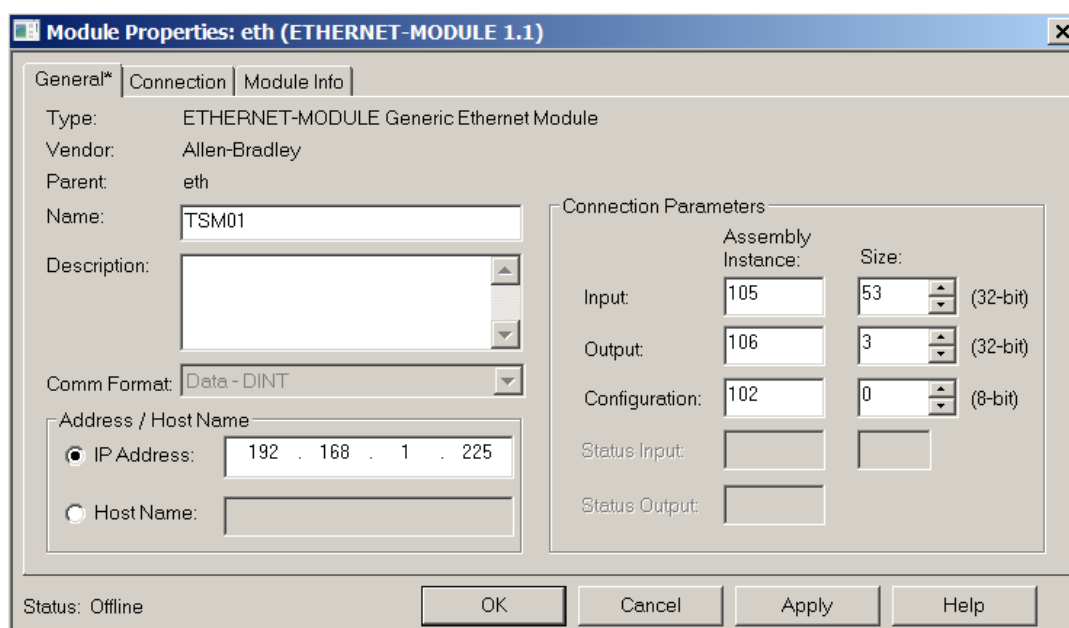 Module Properties: eth (ETHERNET-MODULE 1.1)
General* Connection Module Info
Type: ETHERNET-MODULE Generic Ethernet Module
Vendor: Allen-Bradley
Parent: eth
Name: TSM01
Description:
Comm Format: Data - DINT
Address / Host Name
IP Address: 192 . 168 . 1 . 225
Host Name:
Connection Parameters
Assembly
Instance: Size:
Input: 105 53 (32-bit)
Output: 106 3 (32-bit)
Configuration: 102 0 (8-bit)
Status Input:
Status Output:
Status: Offline
OK Cancel Apply Help